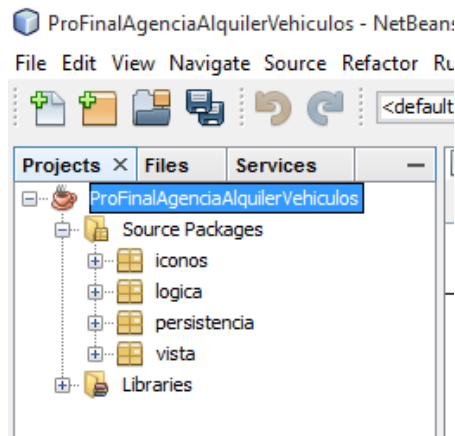 ProFinalAgenciaAlquilerVehiculos - NetBeans
File Edit View Navigate Source Refactor
<default
Projects × Files Services
ProFinalAgenciaAlquilerVehiculos
Source Packages
iconos
logica
persistencia
vista
Libraries